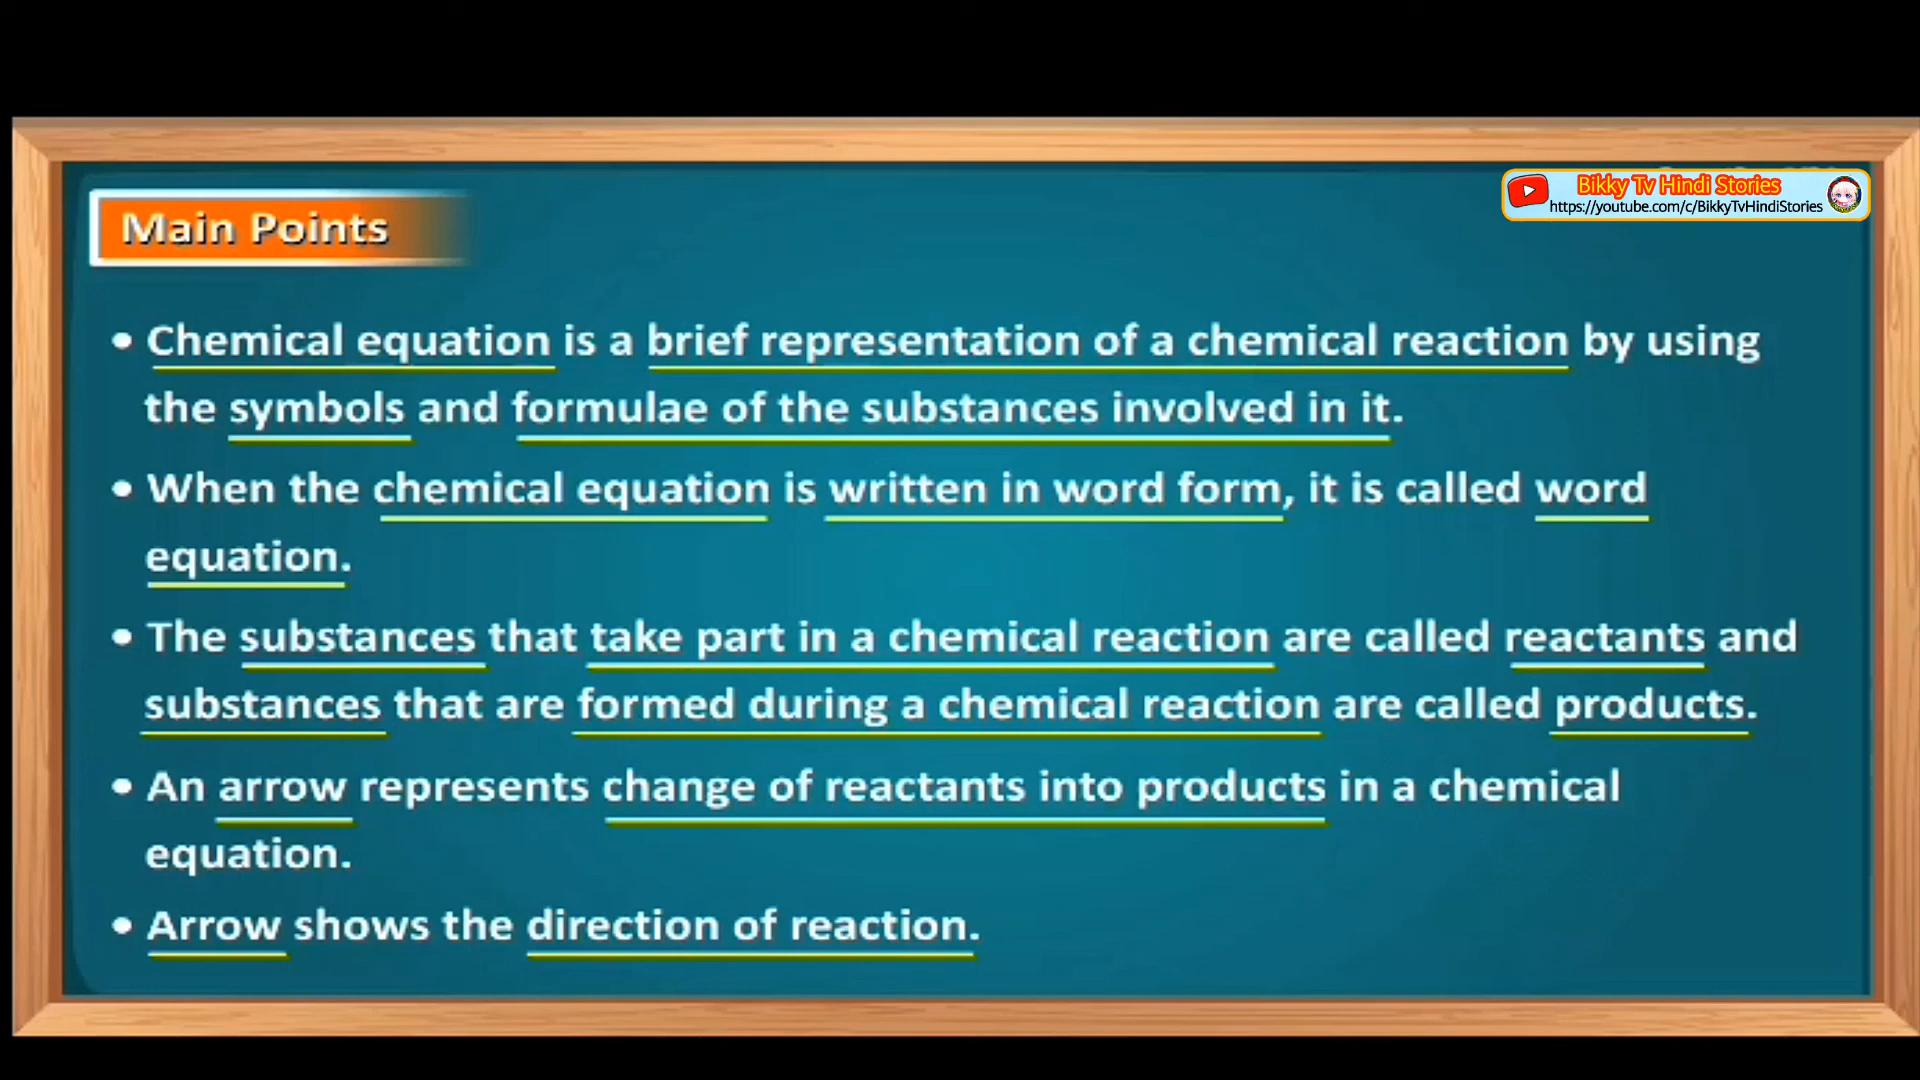 Bikky Tv Hindi Stories
https://youtube.com/c/BikkyTvHindiStories
Main Points
• Chemical equation is a brief representation of a chemical reaction by using
the symbols and formulae of the substances involved in it.
• When the chemical equation is written in word form, it is called word
equation.
• The substances that take part in a chemical reaction are called reactants and
substances that are formed during a chemical reaction are called products.
• An arrow represents change of reactants into products in a chemical
equation.
• Arrow shows the direction of reaction.